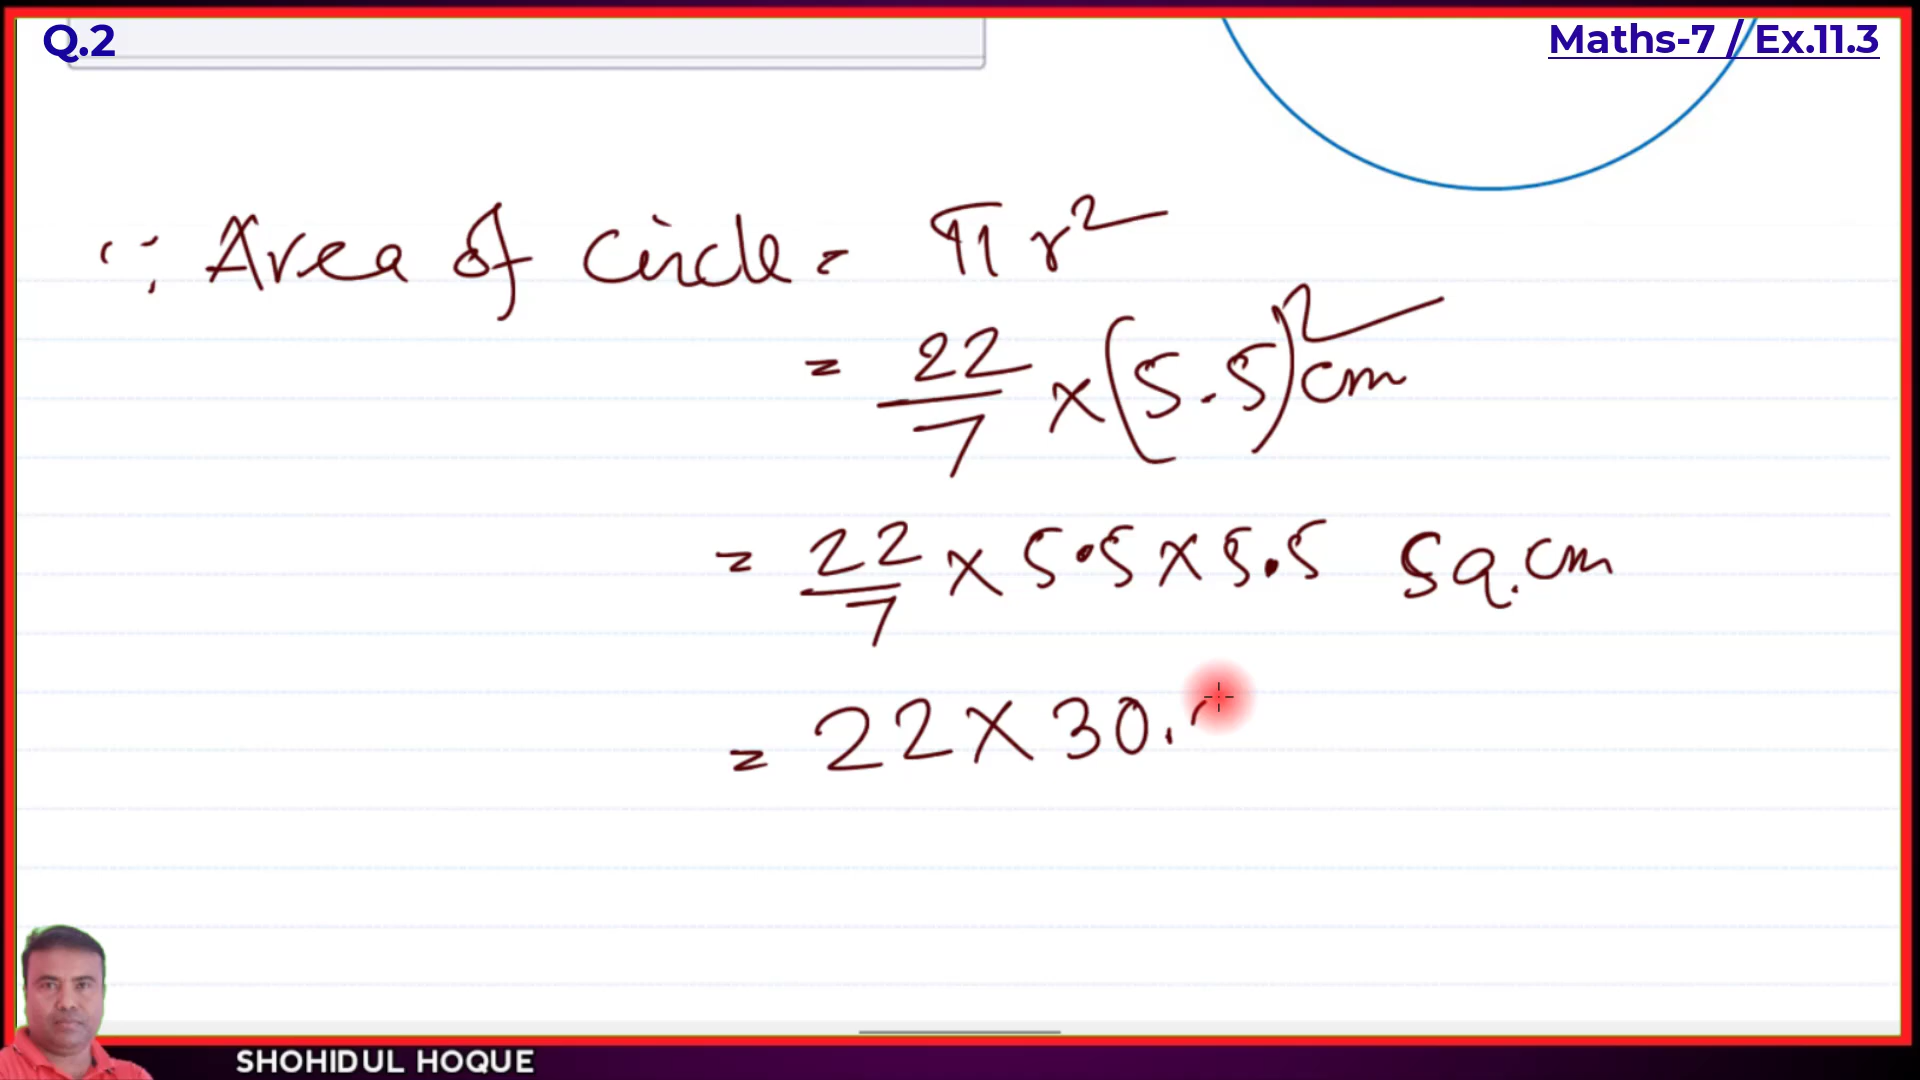 Q.2
Maths-7 / Ex.11.3
∵ Area of circle = πr²
= 22/7 × (5.5)² cm
= 22/7 × 5.5 × 5.5 Sq.cm
= 22 × 30.
SHOHIDUL HOQUE